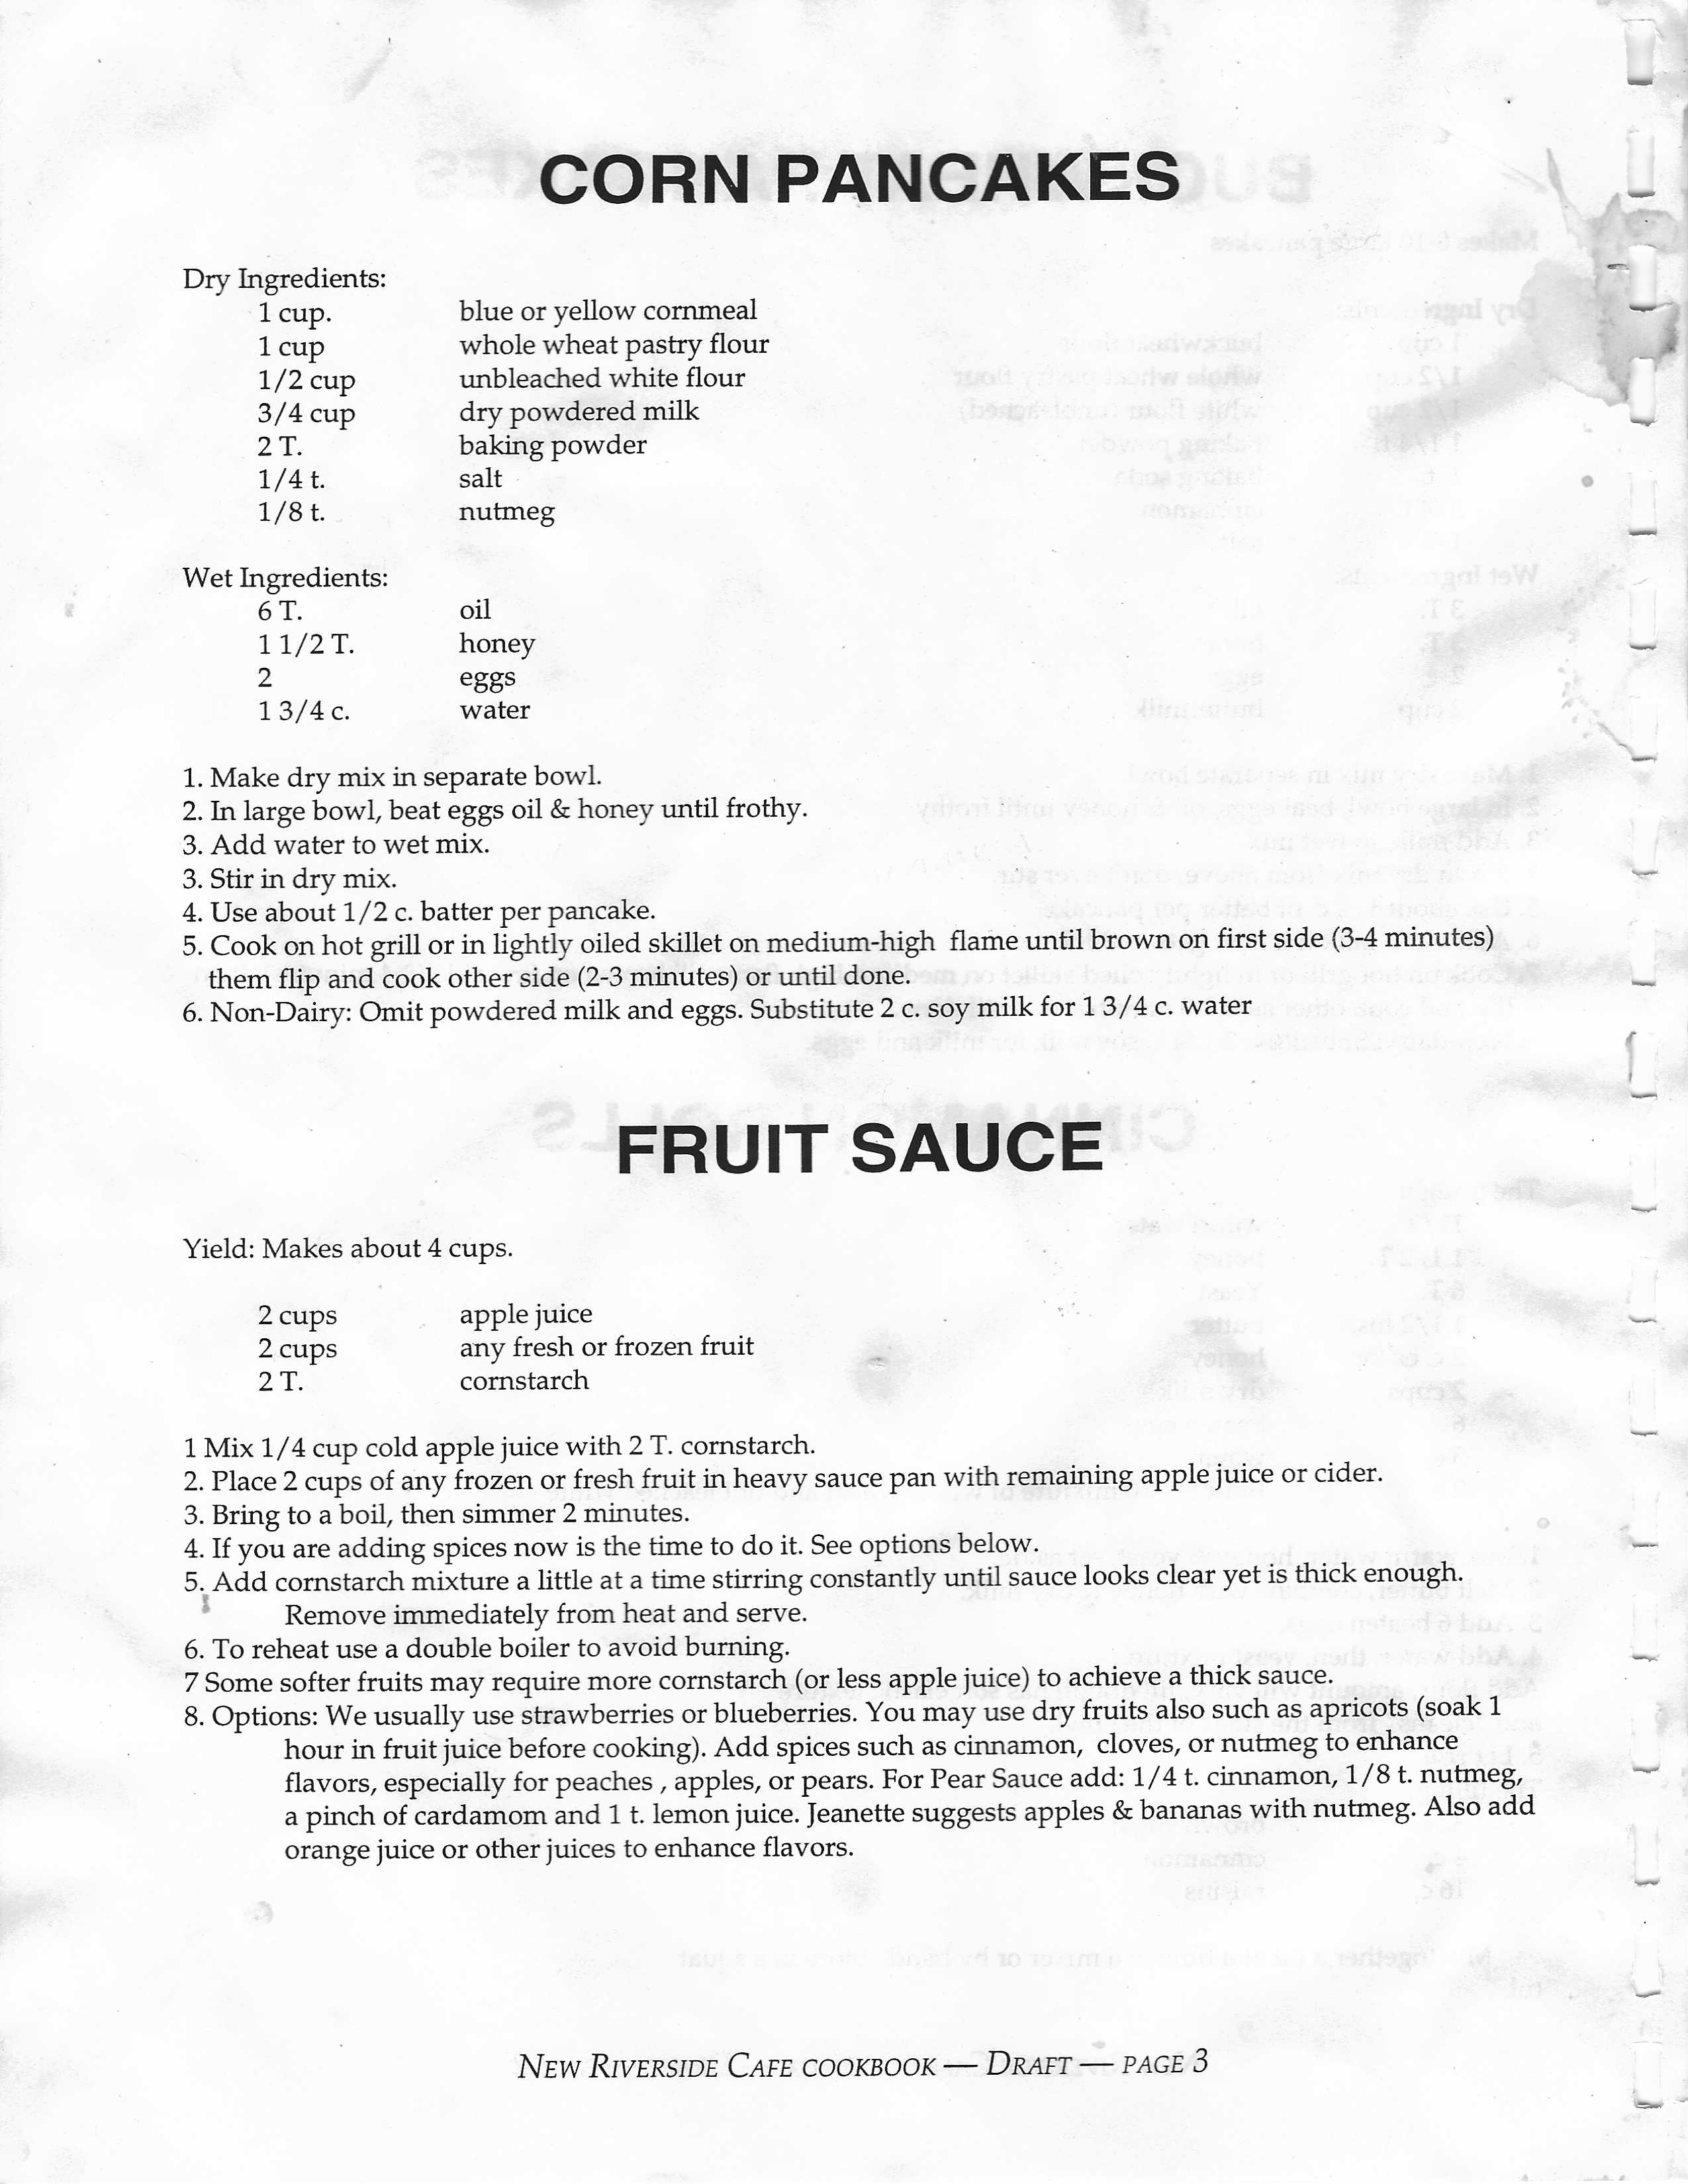 CORN PANCAKES
Dry Ingredients:
1 cup. blue or yellow cornmeal
1 cup whole wheat pastry flour
1/2 cup unbleached white flour
3/4 cup dry powdered milk
2 T. baking powder
1/4 t. salt
1/8 t. nutmeg
Wet Ingredients:
6 T. oil
1 1/2 T. honey
2 eggs
1 3/4 c. water
1. Make dry mix in separate bowl.
2. In large bowl, beat eggs oil & honey until frothy.
3. Add water to wet mix.
3. Stir in dry mix.
4. Use about 1/2 c. batter per pancake.
5. Cook on hot grill or in lightly oiled skillet on medium-high flame until brown on first side (3-4 minutes)
them flip and cook other side (2-3 minutes) or until done.
6. Non-Dairy: Omit powdered milk and eggs. Substitute 2 c. soy milk for 1 3/4 c. water
FRUIT SAUCE
Yield: Makes about 4 cups.
2 cups apple juice
2 cups any fresh or frozen fruit
2 T. cornstarch
1 Mix 1/4 cup cold apple juice with 2 T. cornstarch.
2. Place 2 cups of any frozen or fresh fruit in heavy sauce pan with remaining apple juice or cider.
3. Bring to a boil, then simmer 2 minutes.
4. If you are adding spices now is the time to do it. See options below.
5. Add cornstarch mixture a little at a time stirring constantly until sauce looks clear yet is thick enough.
Remove immediately from heat and serve.
6. To reheat use a double boiler to avoid burning.
7 Some softer fruits may require more cornstarch (or less apple juice) to achieve a thick sauce.
8. Options: We usually use strawberries or blueberries. You may use dry fruits also such as apricots (soak 1
hour in fruit juice before cooking). Add spices such as cinnamon, cloves, or nutmeg to enhance
flavors, especially for peaches , apples, or pears. For Pear Sauce add: 1/4 t. cinnamon, 1/8 t. nutmeg,
a pinch of cardamom and 1 t. lemon juice. Jeanette suggests apples & bananas with nutmeg. Also add
orange juice or other juices to enhance flavors.
NEW RIVERSIDE CAFE COOKBOOK — DRAFT — PAGE 3